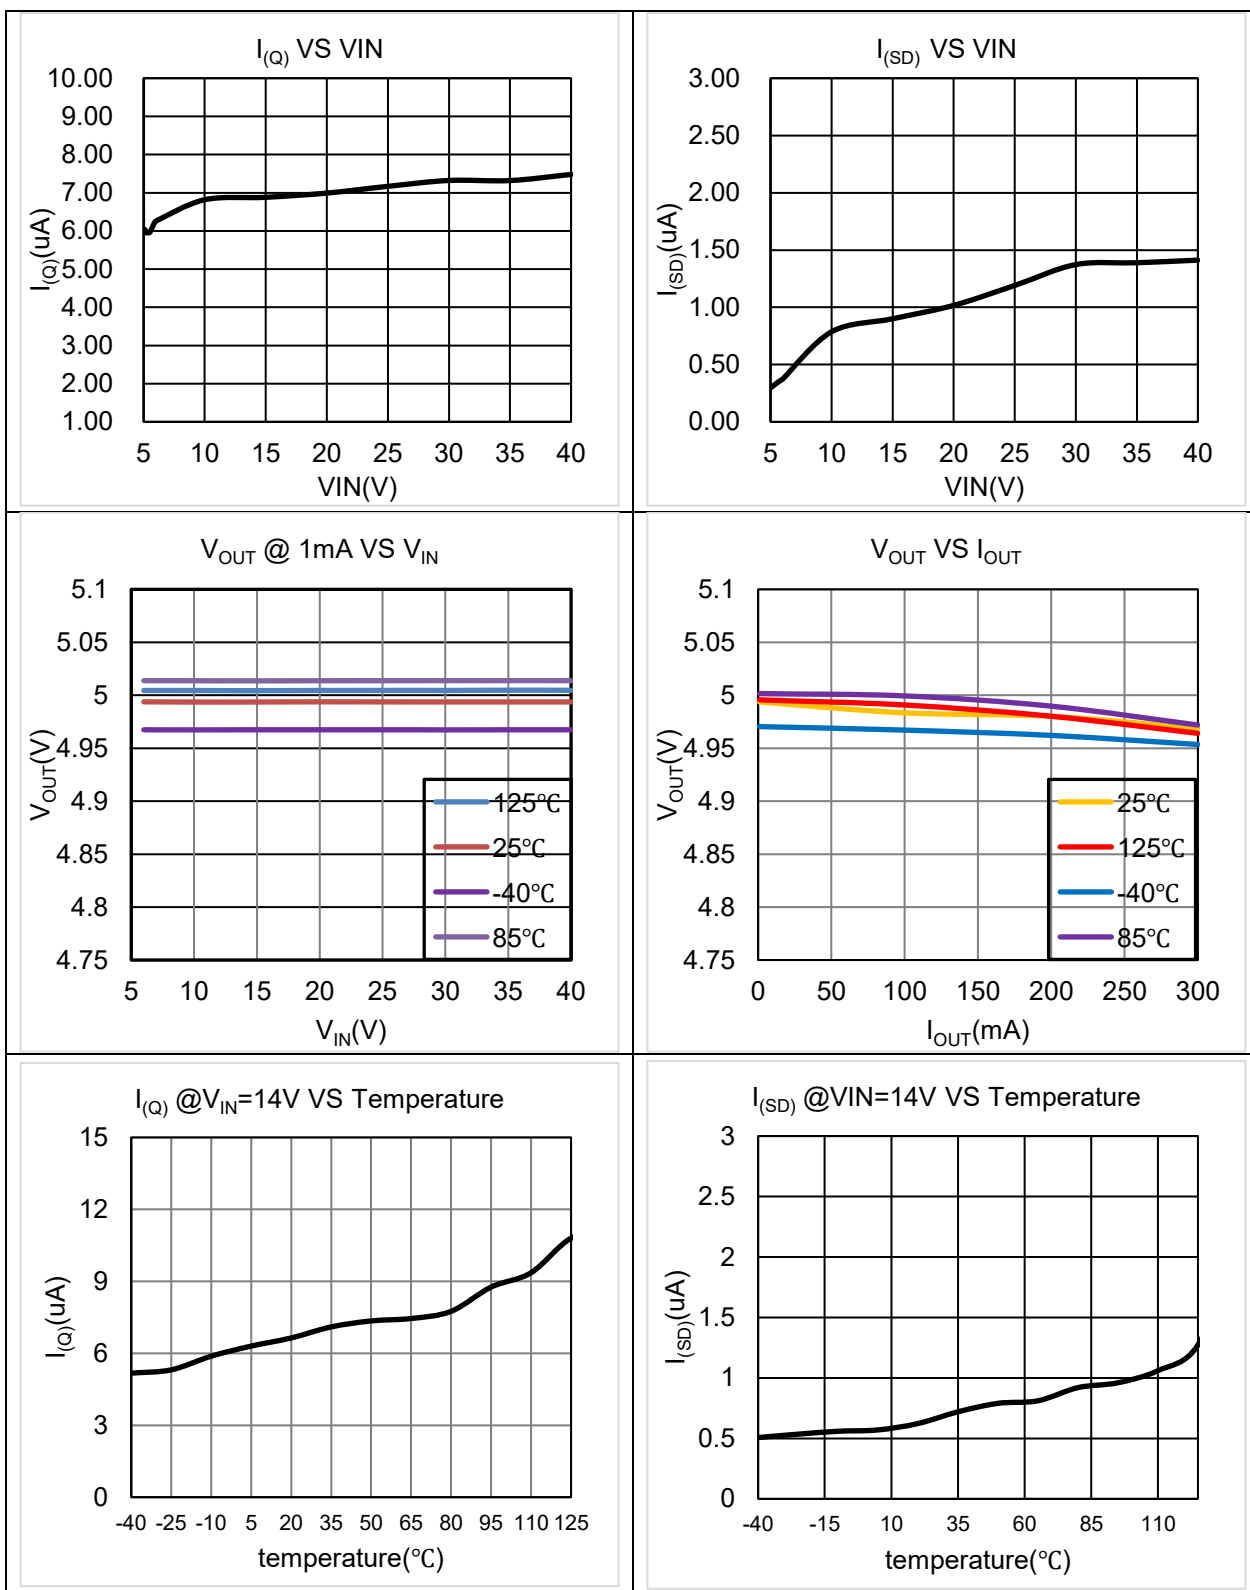 I(Q) VS VIN
10.00
9.00
8.00
7.00
6.00
5.00
4.00
3.00
2.00
1.00
I(Q)(uA)
5 10 15 20 25 30 35 40
VIN(V)
I(SD) VS VIN
3.00
2.50
2.00
1.50
1.00
0.50
0.00
I(SD)(uA)
5 10 15 20 25 30 35 40
VIN(V)
VOUT @ 1mA VS VIN
5.1
5.05
5
4.95
4.9
4.85
4.8
4.75
VOUT(V)
125℃
25℃
-40℃
85℃
5 10 15 20 25 30 35 40
VIN(V)
VOUT VS IOUT
5.1
5.05
5
4.95
4.9
4.85
4.8
4.75
VOUT(V)
25℃
125℃
-40℃
85℃
0 50 100 150 200 250 300
IOUT(mA)
I(Q) @VIN=14V VS Temperature
15
12
9
6
3
0
I(Q)(uA)
-40 -25 -10 5 20 35 50 65 80 95 110 125
temperature(℃)
I(SD) @VIN=14V VS Temperature
3
2.5
2
1.5
1
0.5
0
I(SD)(uA)
-40 -15 10 35 60 85 110
temperature(℃)